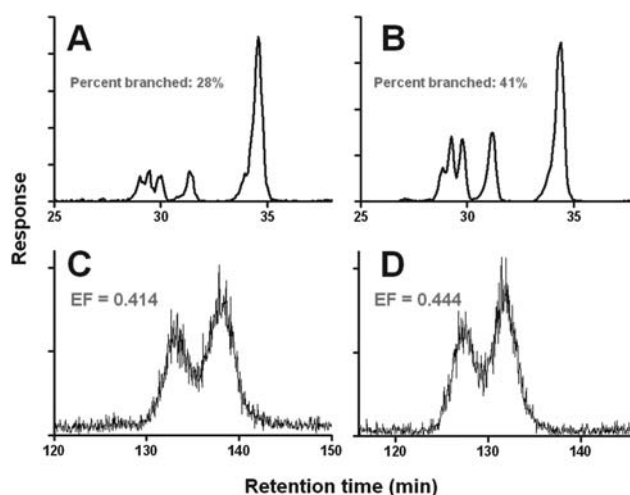 A
Percent branched: 28%
B
Percent branched: 41%
25 30 35
25 30 35
Response
C
EF = 0.414
D
EF = 0.444
120 130 140 150
120 130 140
Retention time (min)